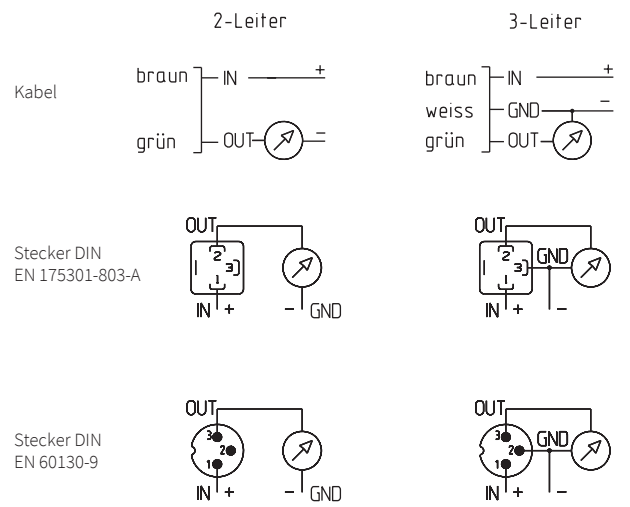 2-Leiter 3-Leiter
Kabel
braun IN +
grün OUT –
braun IN +
weiss GND –
grün OUT
Stecker DIN
EN 175301-803-A
OUT
2
3
1
IN + – GND
OUT
2
3 GND
1
IN + –
Stecker DIN
EN 60130-9
OUT
3
2
1
IN + – GND
OUT
3
2 GND
1
IN + –